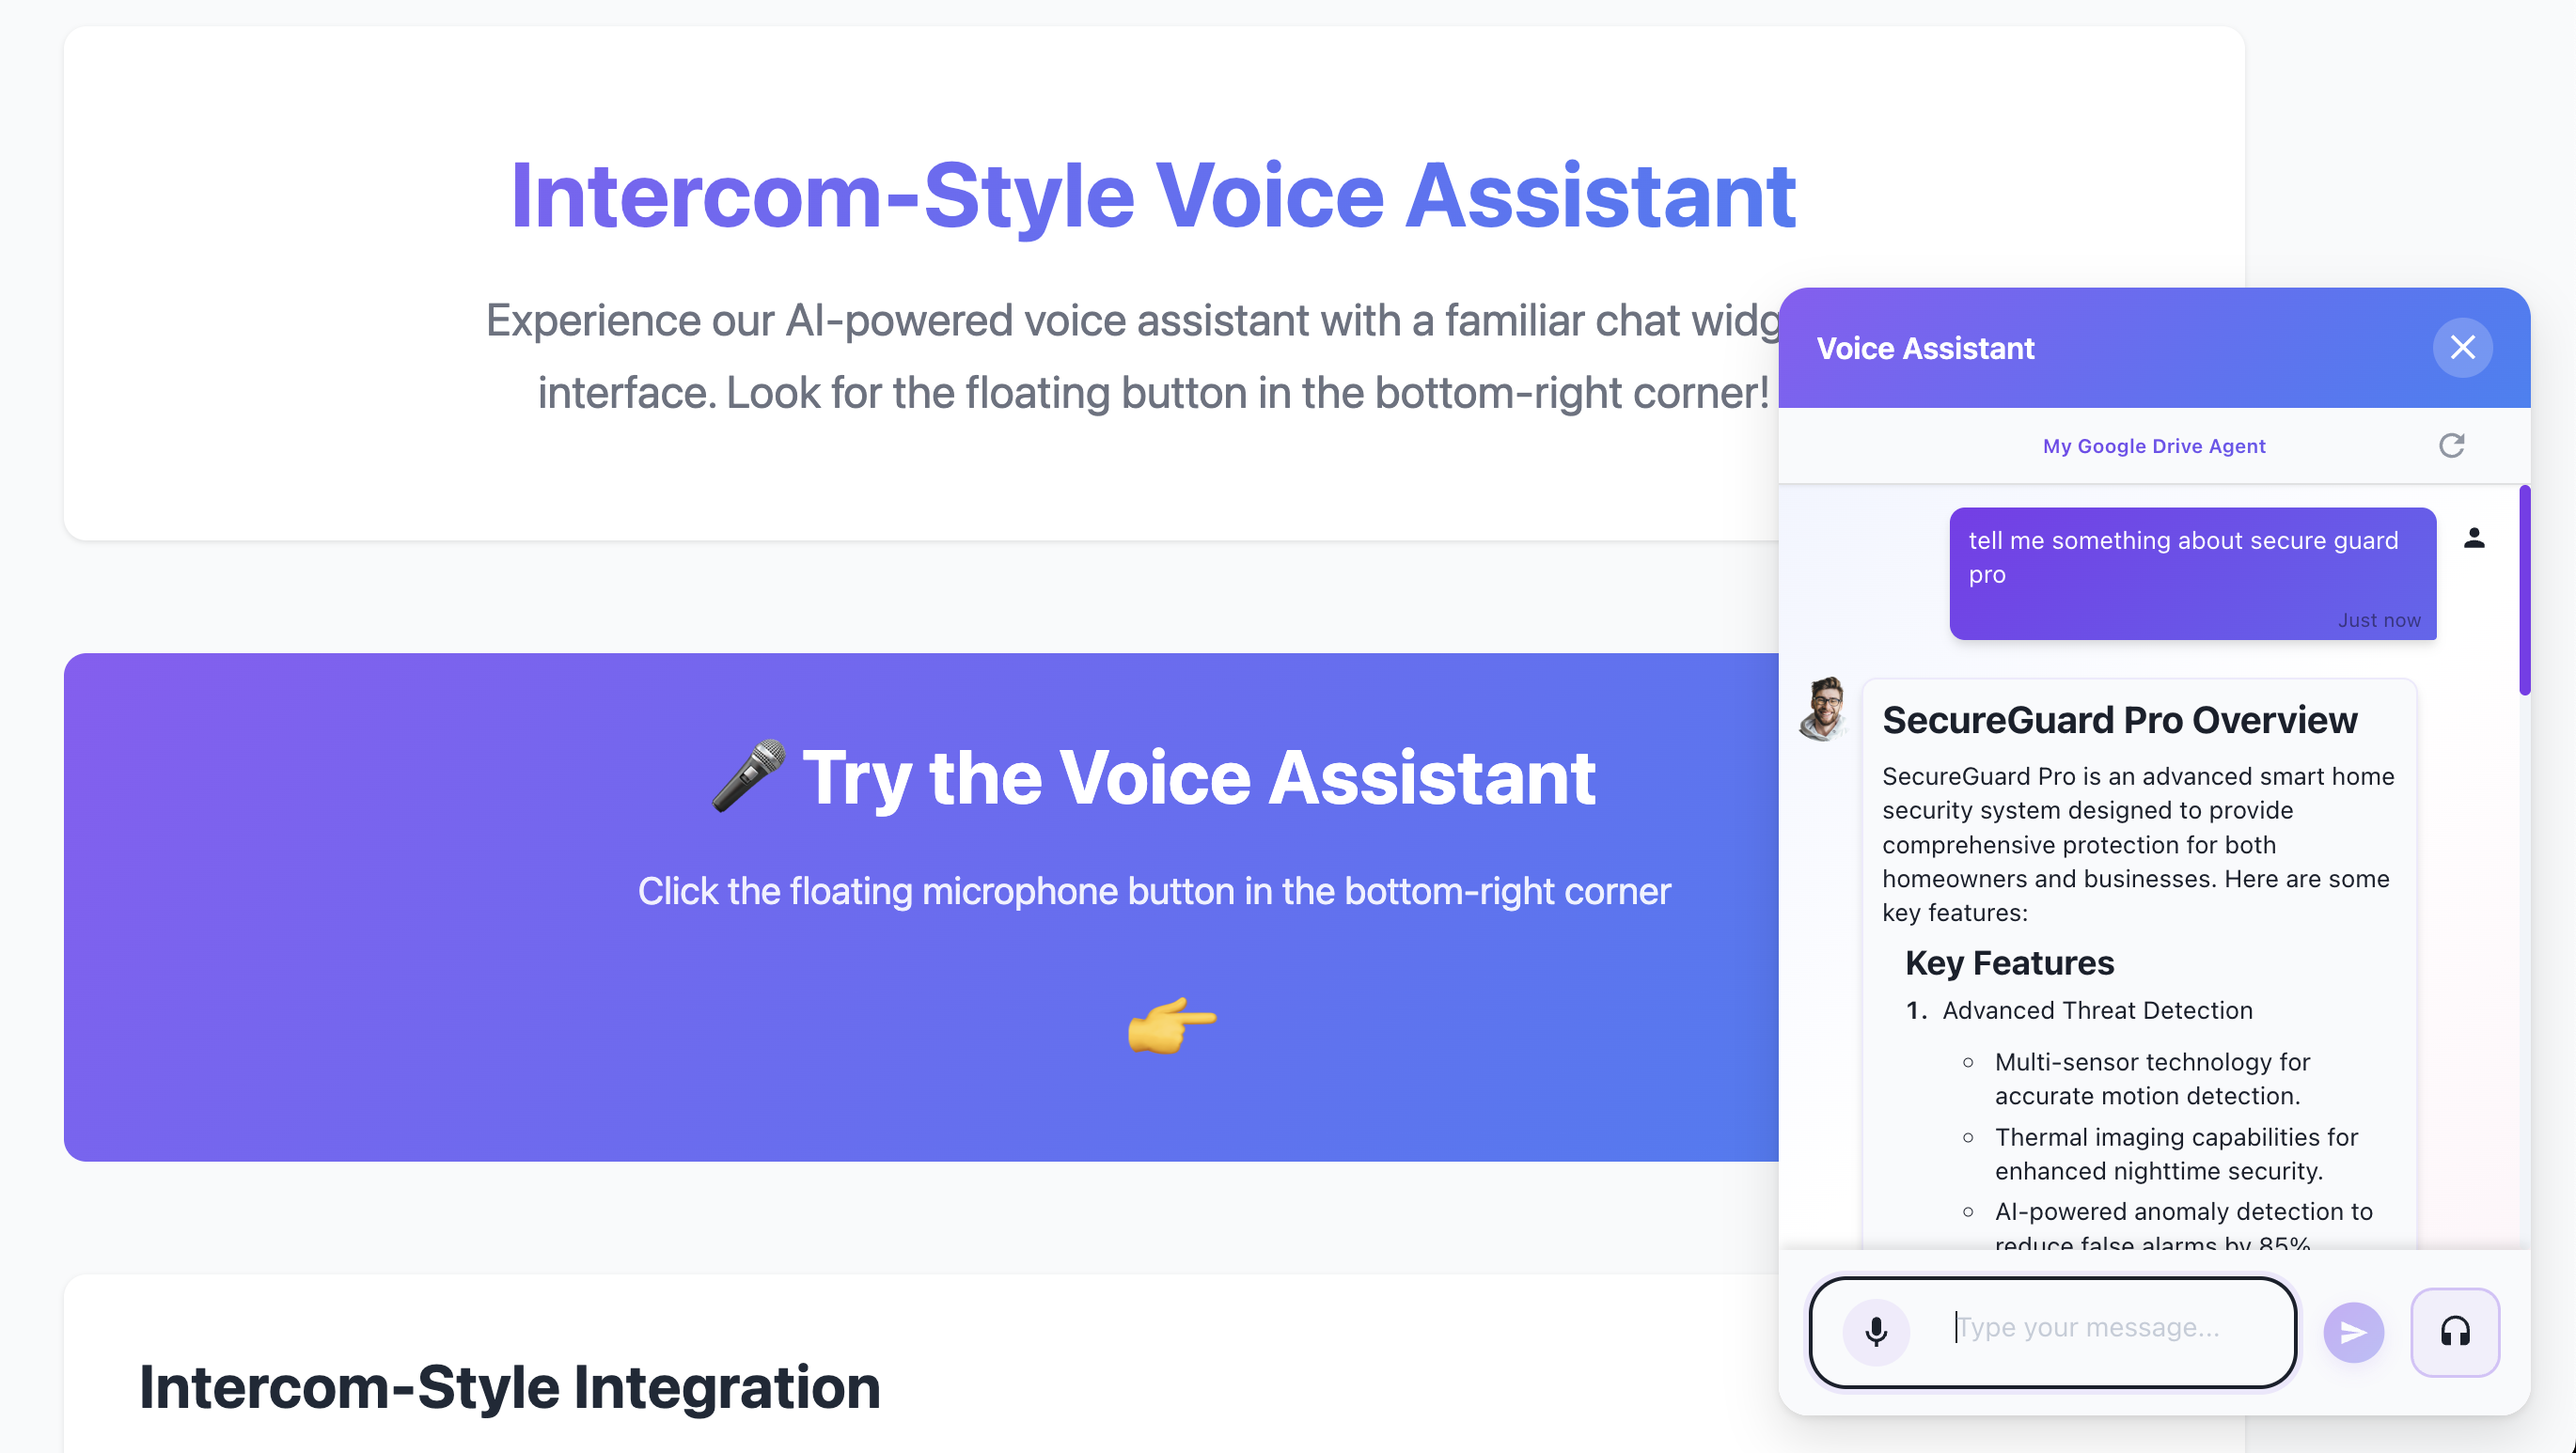 Intercom-Style Voice Assistant
Experience our AI-powered voice assistant with a familiar chat
interface. Look for the floating button in the bottom-right corner!
🎤 Try the Voice Assistant
Click the floating microphone button in the bottom-right corner
👉
Intercom-Style Integration
Voice Assistant
My Google Drive Agent
tell me something about secure guard
pro
Just now
SecureGuard Pro Overview
SecureGuard Pro is an advanced smart home
security system designed to provide
comprehensive protection for both
homeowners and businesses. Here are some
key features:
Key Features
1. Advanced Threat Detection
Multi-sensor technology for
accurate motion detection.
Thermal imaging capabilities for
enhanced nighttime security.
AI-powered anomaly detection to
reduce false alarms by 85%
Type your message...